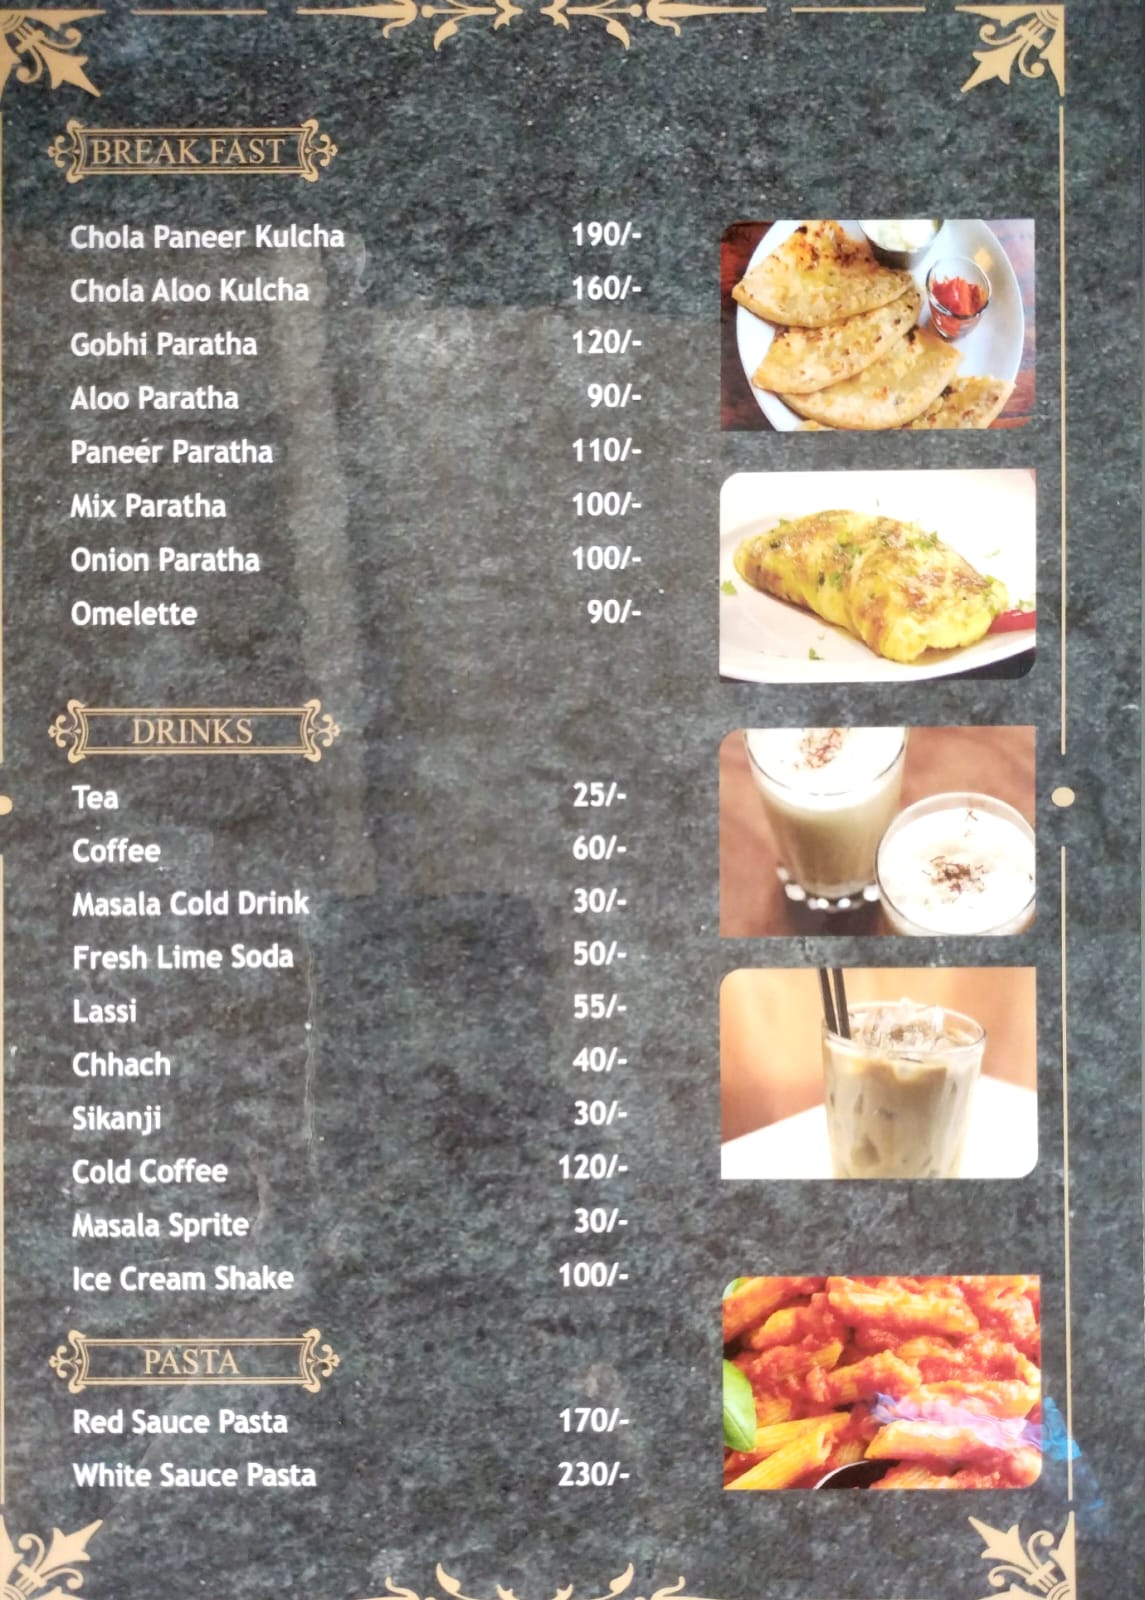 BREAK FAST
Chola Paneer Kulcha 190/-
Chola Aloo Kulcha 160/-
Gobhi Paratha 120/-
Aloo Paratha 90/-
Paneer Paratha 110/-
Mix Paratha 100/-
Onion Paratha 100/-
Omelette 90/-
DRINKS
Tea 25/-
Coffee 60/-
Masala Cold Drink 30/-
Fresh Lime Soda 50/-
Lassi 55/-
Chhach 40/-
Sikanji 30/-
Cold Coffee 120/-
Masala Sprite 30/-
Ice Cream Shake 100/-
PASTA
Red Sauce Pasta 170/-
White Sauce Pasta 230/-